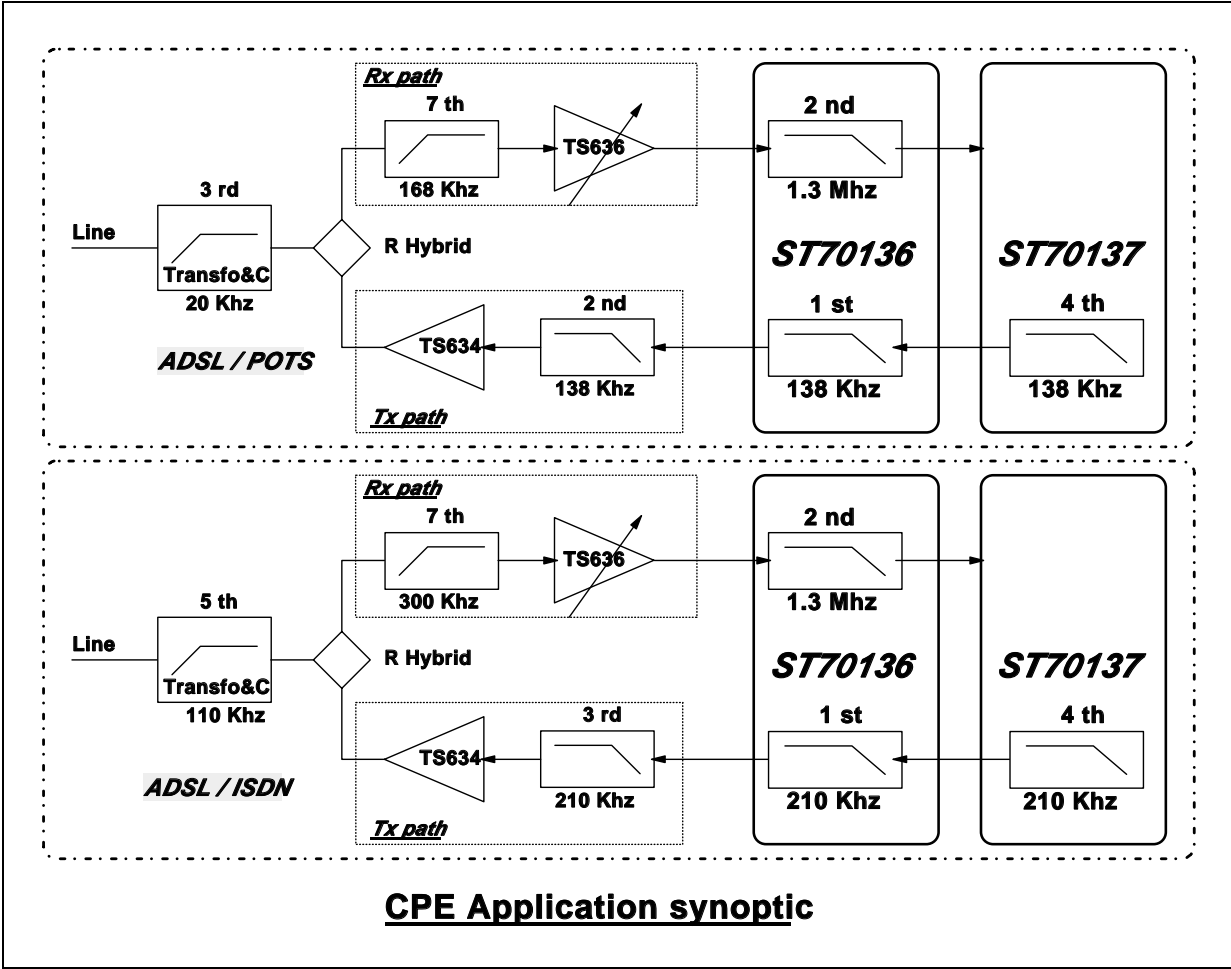 Rx path
7 th
TS636
168 Khz
2 nd
1.3 Mhz
3 rd
Line
Transfo&C
20 Khz
R Hybrid
ST70136
ST70137
ADSL / POTS
TS634
2 nd
138 Khz
Tx path
1 st
138 Khz
4 th
138 Khz
Rx path
7 th
TS636
300 Khz
2 nd
1.3 Mhz
5 th
Line
Transfo&C
110 Khz
R Hybrid
ST70136
ST70137
ADSL / ISDN
TS634
3 rd
210 Khz
Tx path
1 st
210 Khz
4 th
210 Khz
CPE Application synoptic